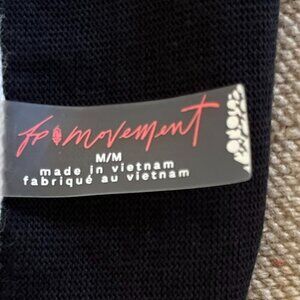 fp movement
M/M
made in vietnam
fabriqué au vietnam